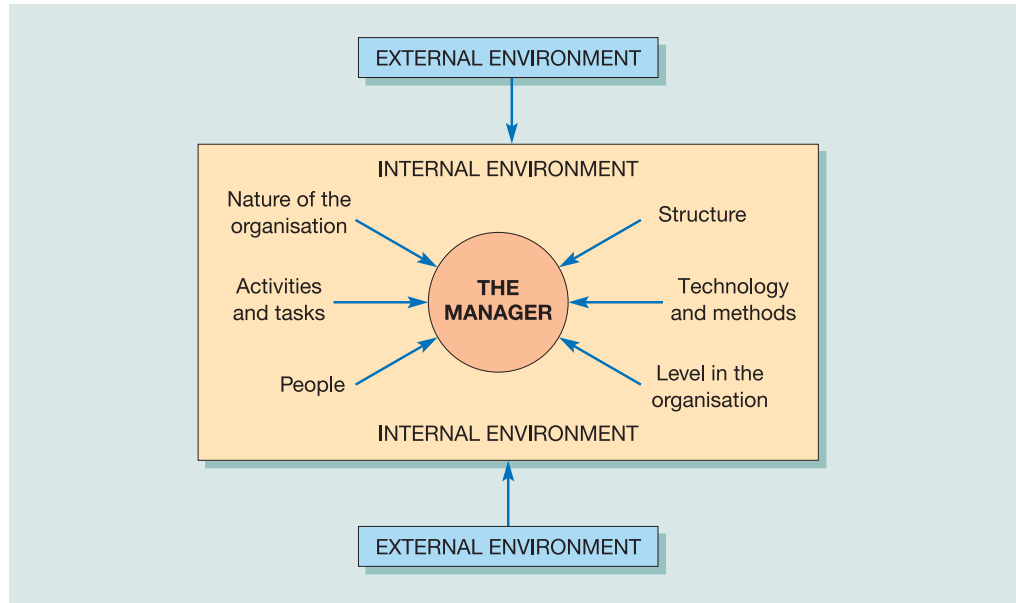 EXTERNAL ENVIRONMENT
INTERNAL ENVIRONMENT
Nature of the
organisation
Structure
Activities
and tasks
THE
MANAGER
Technology
and methods
People
Level in the
organisation
INTERNAL ENVIRONMENT
EXTERNAL ENVIRONMENT